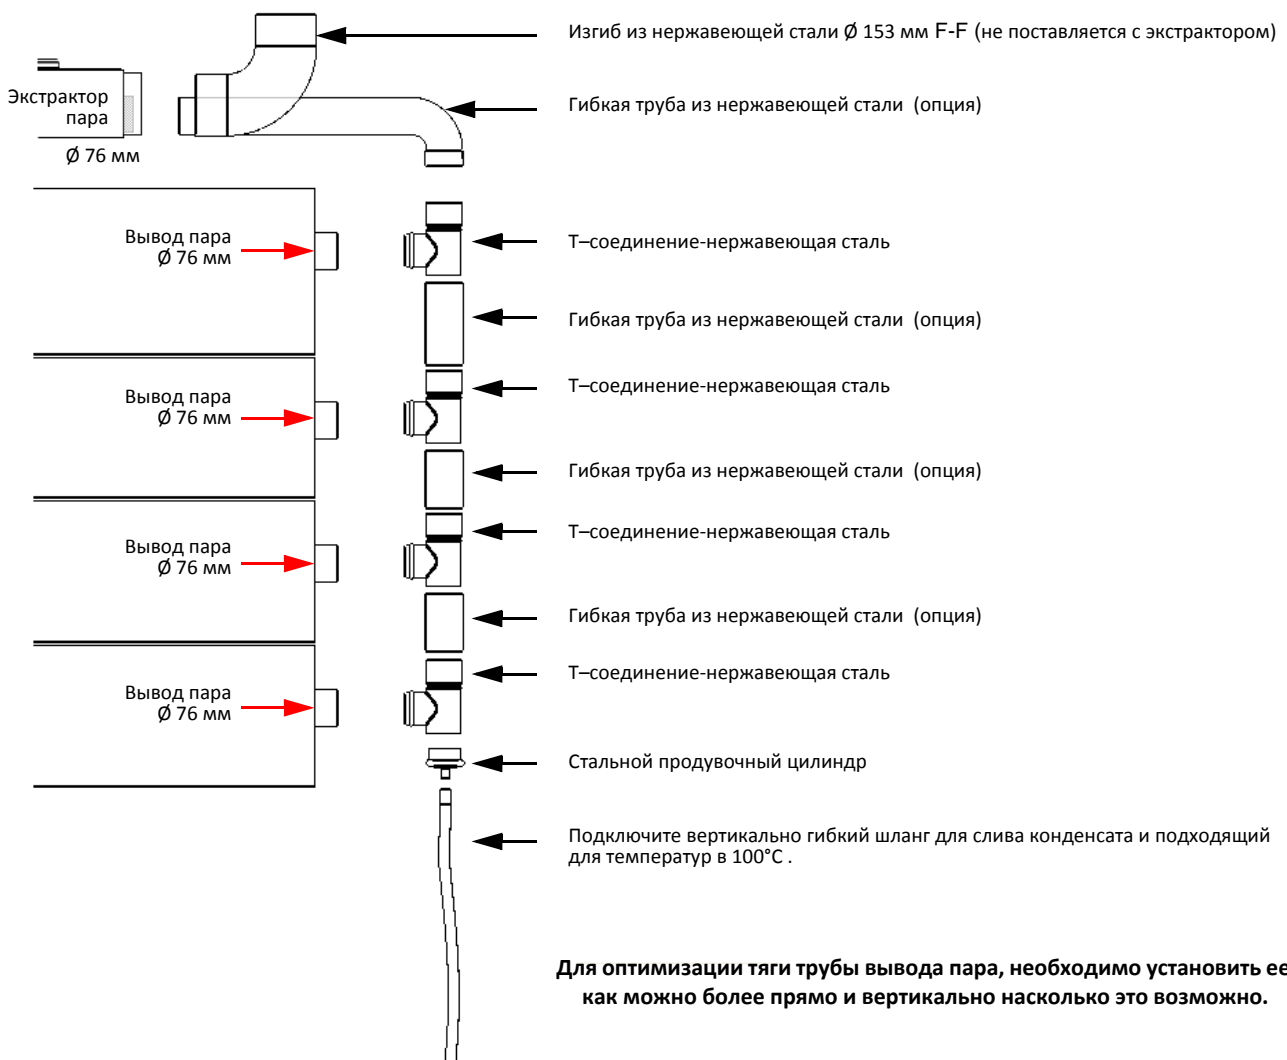 Изгиб из нержавеющей стали Ø 153 мм F-F (не поставляется с экстрактором)
Экстрактор
пара
Ø 76 мм
Гибкая труба из нержавеющей стали (опция)
Вывод пара
Ø 76 мм
Т–соединение-нержавеющая сталь
Гибкая труба из нержавеющей стали (опция)
Вывод пара
Ø 76 мм
Т–соединение-нержавеющая сталь
Гибкая труба из нержавеющей стали (опция)
Вывод пара
Ø 76 мм
Т–соединение-нержавеющая сталь
Гибкая труба из нержавеющей стали (опция)
Вывод пара
Ø 76 мм
Т–соединение-нержавеющая сталь
Стальной продувочный цилиндр
Подключите вертикально гибкий шланг для слива конденсата и подходящий
для температур в 100°C .
Для оптимизации тяги трубы вывода пара, необходимо установить ее
как можно более прямо и вертикально насколько это возможно.